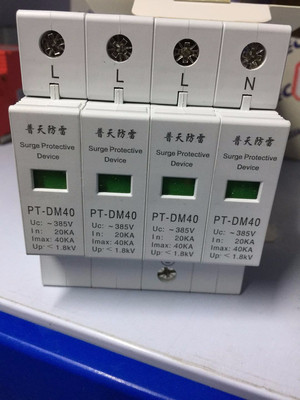 L L L N
普天防雷 普天防雷 普天防雷 普天防雷
Surge Protective Surge Protective Surge Protective Surge Protective
Device Device Device Device
PT-DM40 PT-DM40 PT-DM40 PT-DM40
Uc: ~385V Uc: ~385V Uc: ~385V Uc: ~385V
In: 20KA In: 20KA In: 20KA In: 20KA
Imax: 40KA Imax: 40KA Imax: 40KA Imax: 40KA
Up: < 1.8kV Up: < 1.8kV Up: < 1.8kV Up: < 1.8kV